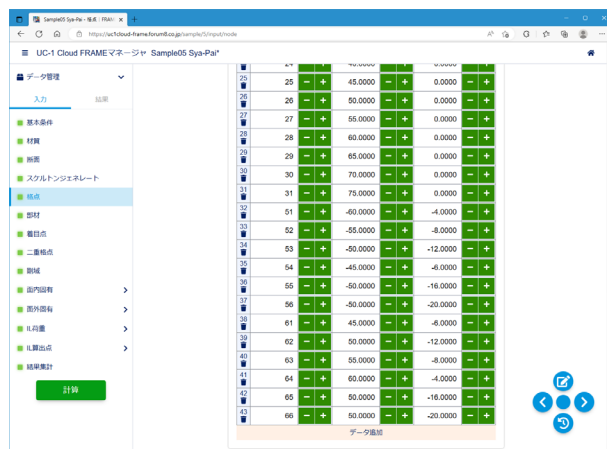 Sample05 Sya-Pai - 格点 | FRAM
https://uc1cloud-frame.forum8.co.jp/sample/5/input/node
UC-1 Cloud FRAMEマネージャ Sample05 Sya-Pai*
データ管理
入力 結果
基本条件
材質
断面
スケルトンジェネレート
格点
部材
着目点
二重格点
剛域
面内固有
面外固有
IL荷重
IL算出点
結果集計
計算
24 24 40.0000 0.0000
25 25 45.0000 0.0000
26 26 50.0000 0.0000
27 27 55.0000 0.0000
28 28 60.0000 0.0000
29 29 65.0000 0.0000
30 30 70.0000 0.0000
31 31 75.0000 0.0000
32 51 -60.0000 -4.0000
33 52 -55.0000 -8.0000
34 53 -50.0000 -12.0000
35 54 -45.0000 -6.0000
36 55 -50.0000 -16.0000
37 56 -50.0000 -20.0000
38 61 45.0000 -6.0000
39 62 50.0000 -12.0000
40 63 55.0000 -8.0000
41 64 60.0000 -4.0000
42 65 50.0000 -16.0000
43 66 50.0000 -20.0000
データ追加